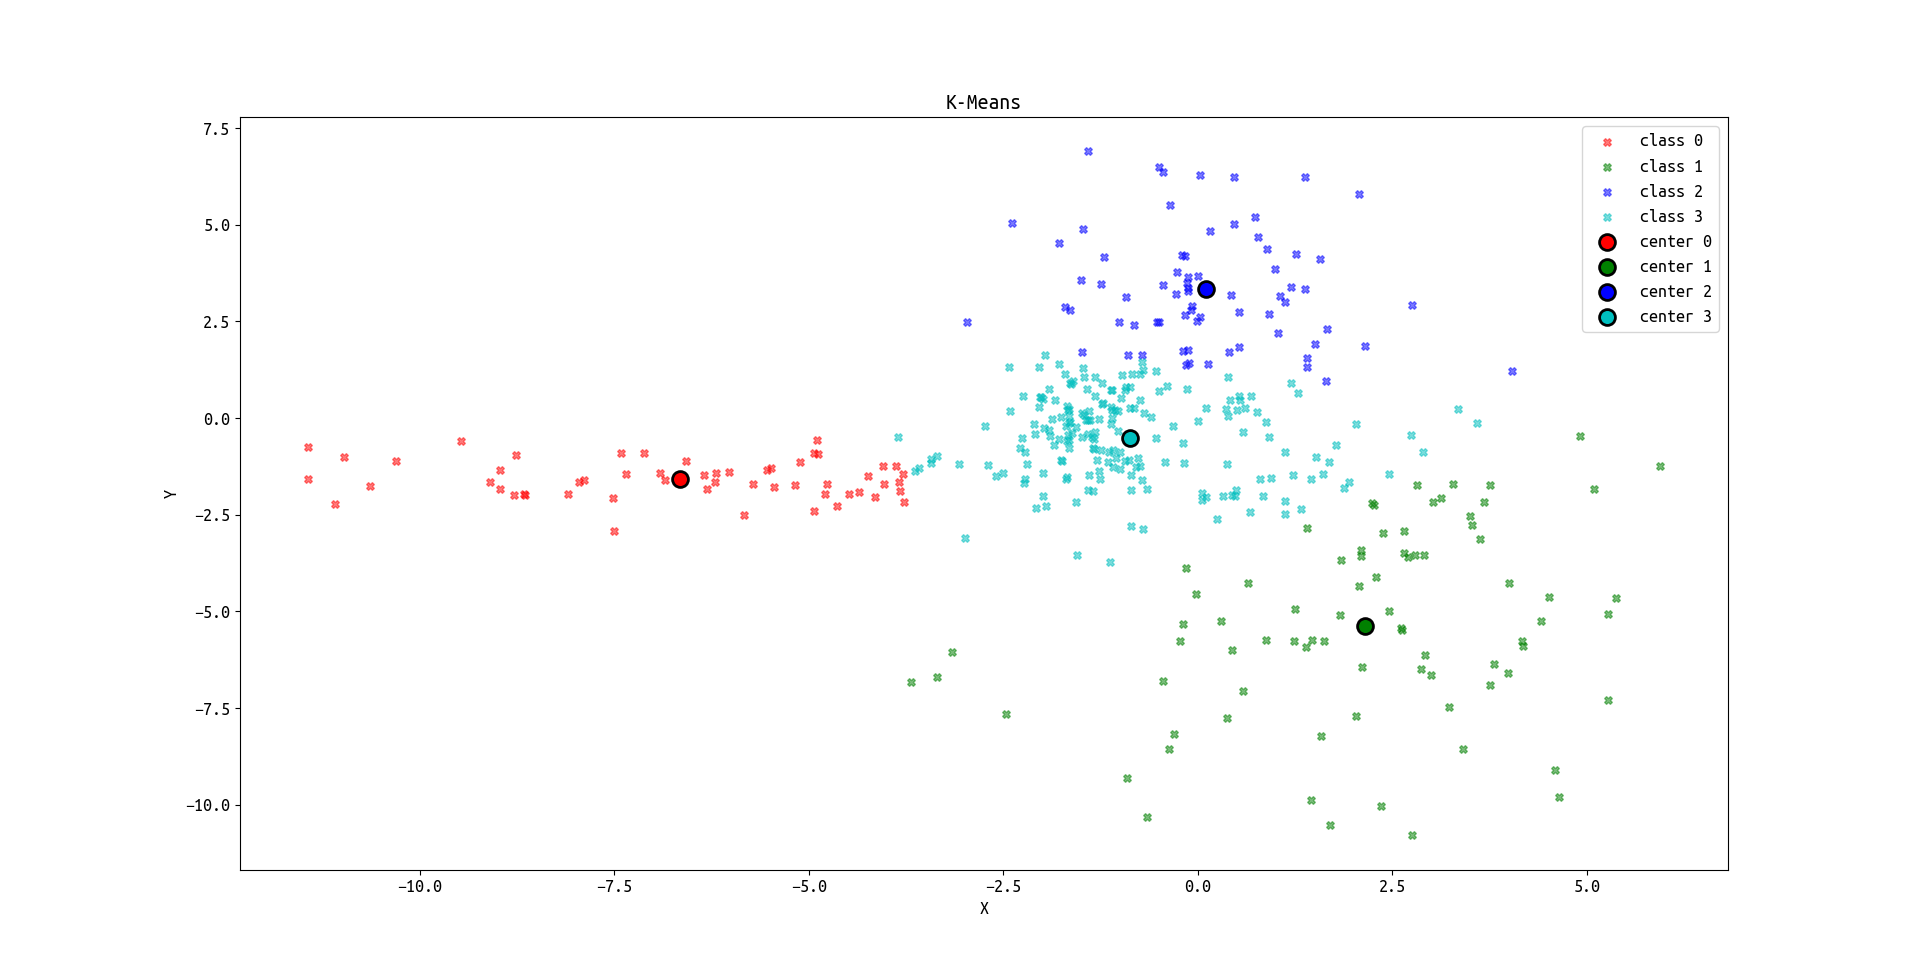 K-Means
7.5
5.0
2.5
0.0
−2.5
−5.0
−7.5
−10.0
Y
class 0
class 1
class 2
class 3
center 0
center 1
center 2
center 3
−10.0 −7.5 −5.0 −2.5 0.0 2.5 5.0
X